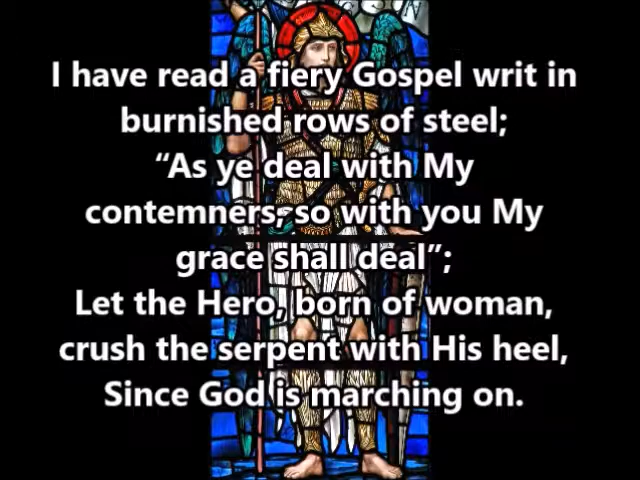 I have read a fiery Gospel writ in
burnished rows of steel;
“As ye deal with My
contemners, so with you My
grace shall deal”;
Let the Hero, born of woman,
crush the serpent with His heel,
Since God is marching on.